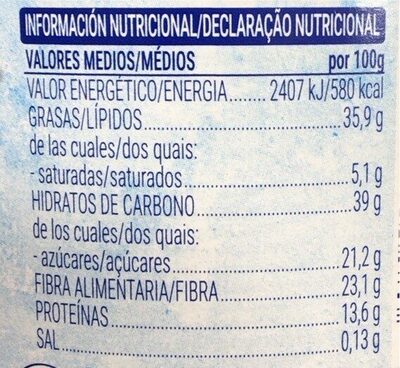 INFORMACIÓN NUTRICIONAL/DECLARAÇÃO NUTRICIONAL
VALORES MEDIOS/MÉDIOS por 100g
VALOR ENERGÉTICO/ENERGIA....... 2407 kJ/580 kcal
GRASAS/LÍPIDOS.................................35,9 g
de las cuales/dos quais:
- saturadas/saturados..........................5,1 g
HIDRATOS DE CARBONO.......................39 g
de los cuales/dos quais:
- azúcares/açúcares...........................21,2 g
FIBRA ALIMENTARIA/FIBRA..................23,1 g
PROTEÍNAS......................................13,6 g
SAL................................................0,13 g